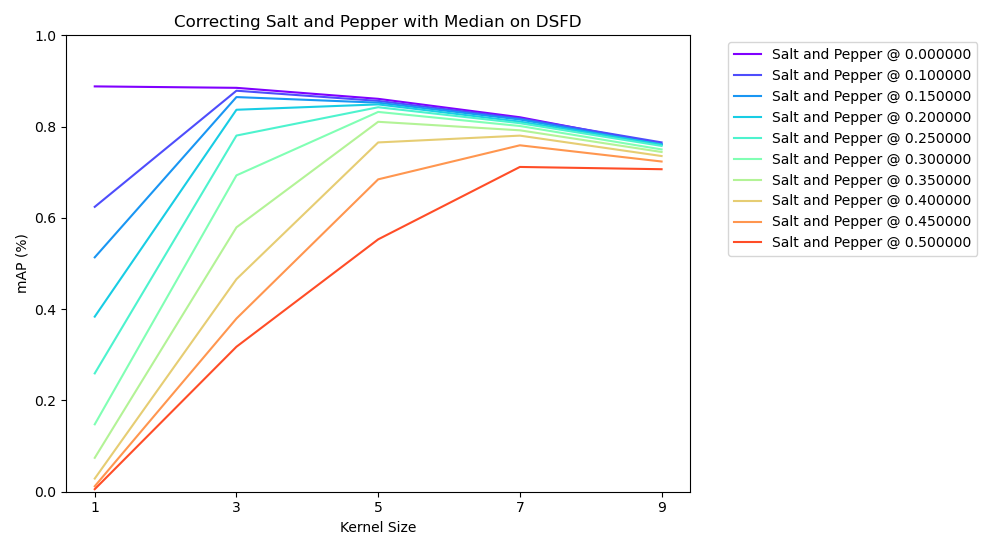 Correcting Salt and Pepper with Median on DSFD
1.0
0.8
0.6
0.4
0.2
0.0
mAP (%)
1
3
5
7
9
Kernel Size
Salt and Pepper @ 0.000000
Salt and Pepper @ 0.100000
Salt and Pepper @ 0.150000
Salt and Pepper @ 0.200000
Salt and Pepper @ 0.250000
Salt and Pepper @ 0.300000
Salt and Pepper @ 0.350000
Salt and Pepper @ 0.400000
Salt and Pepper @ 0.450000
Salt and Pepper @ 0.500000